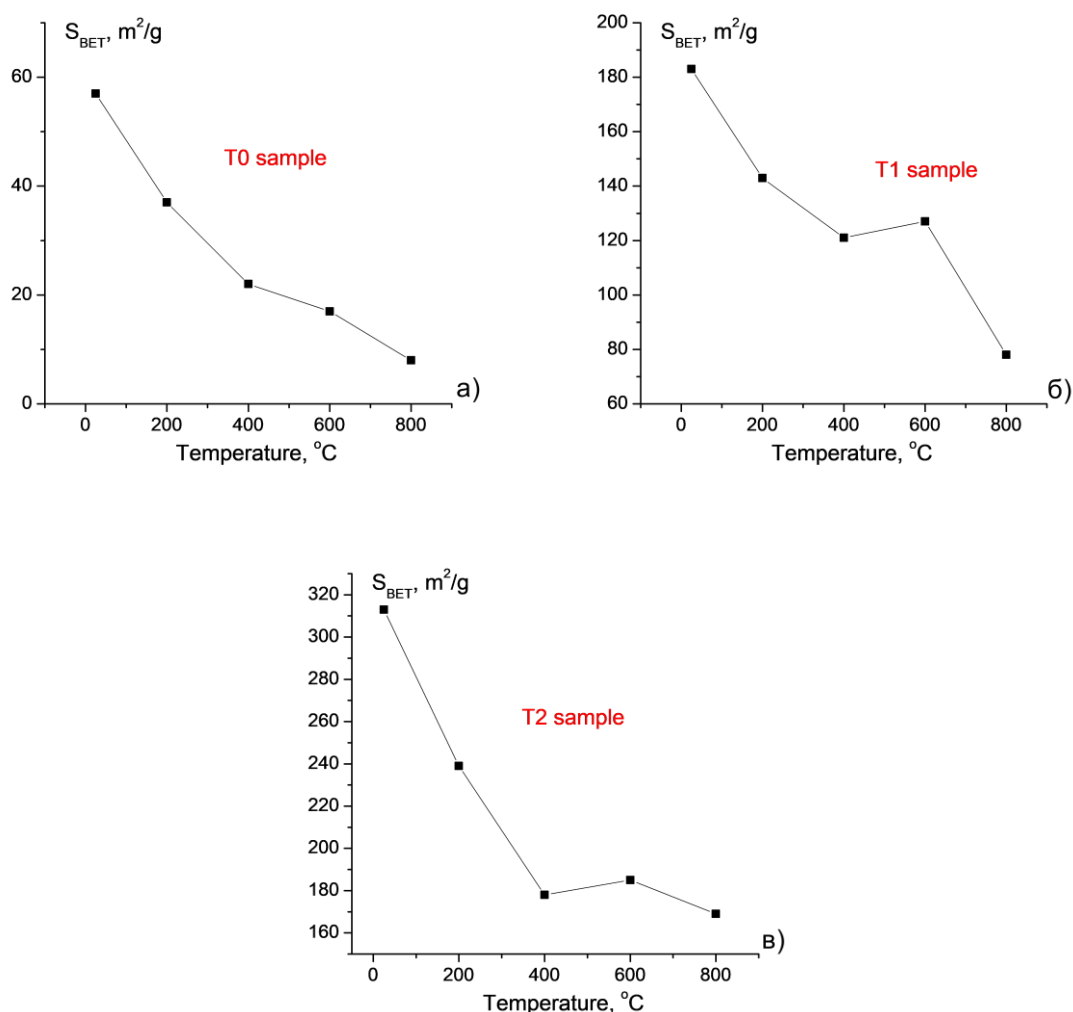 S_BET, m²/g
60
40
20
0
T0 sample
а)
0 200 400 600 800
Temperature, °C
S_BET, m²/g
200
180
160
140
120
100
80
60
T1 sample
б)
0 200 400 600 800
Temperature, °C
S_BET, m²/g
320
300
280
260
240
220
200
180
160
T2 sample
в)
0 200 400 600 800
Temperature, °C